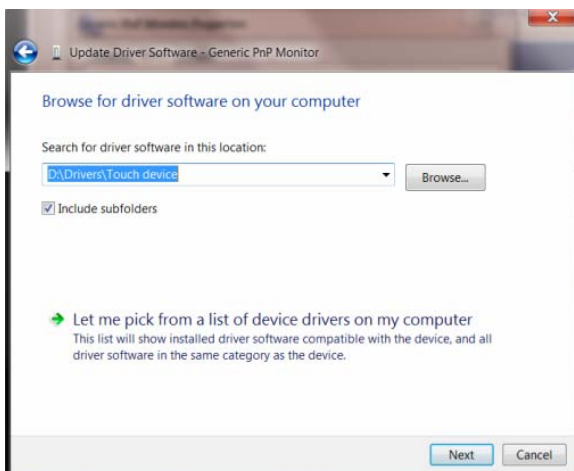 Update Driver Software - Generic PnP Monitor
Browse for driver software on your computer
Search for driver software in this location:
D:\Drivers\Touch device
Browse...
Include subfolders
Let me pick from a list of device drivers on my computer
This list will show installed driver software compatible with the device, and all
driver software in the same category as the device.
Next
Cancel